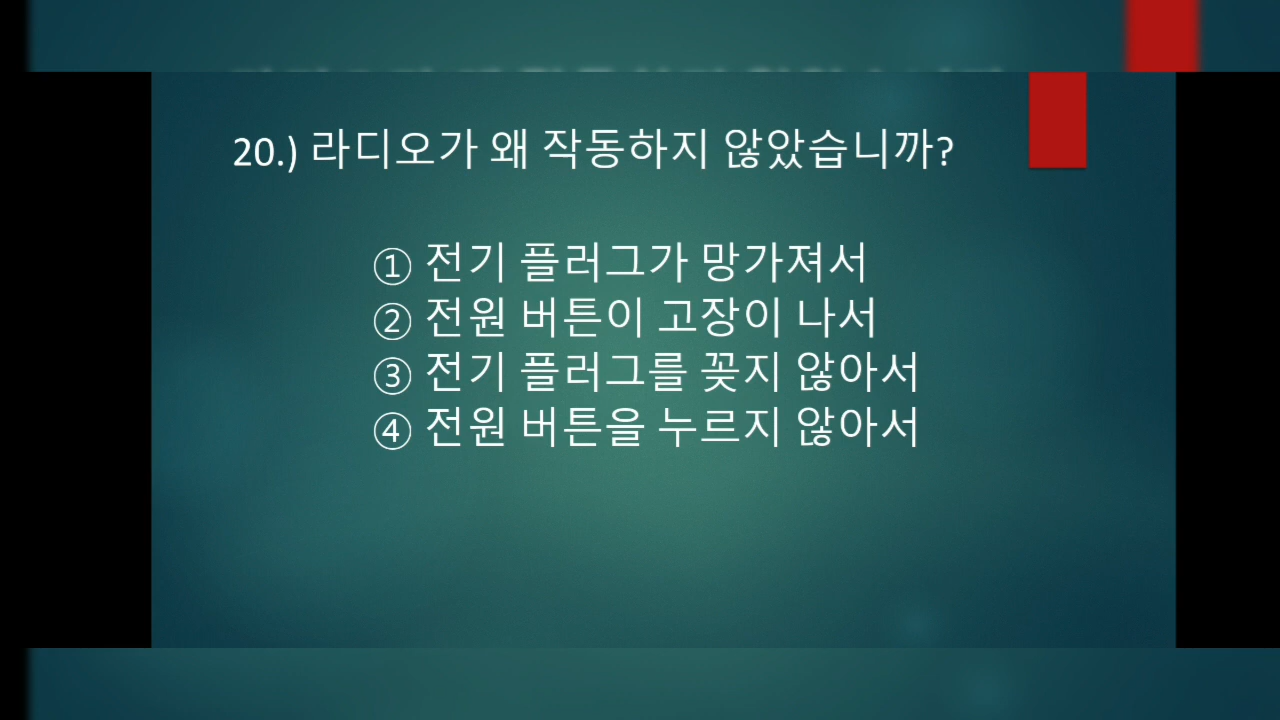 20.) 라디오가 왜 작동하지 않았습니까?
① 전기 플러그가 망가져서
② 전원 버튼이 고장이 나서
③ 전기 플러그를 꽂지 않아서
④ 전원 버튼을 누르지 않아서